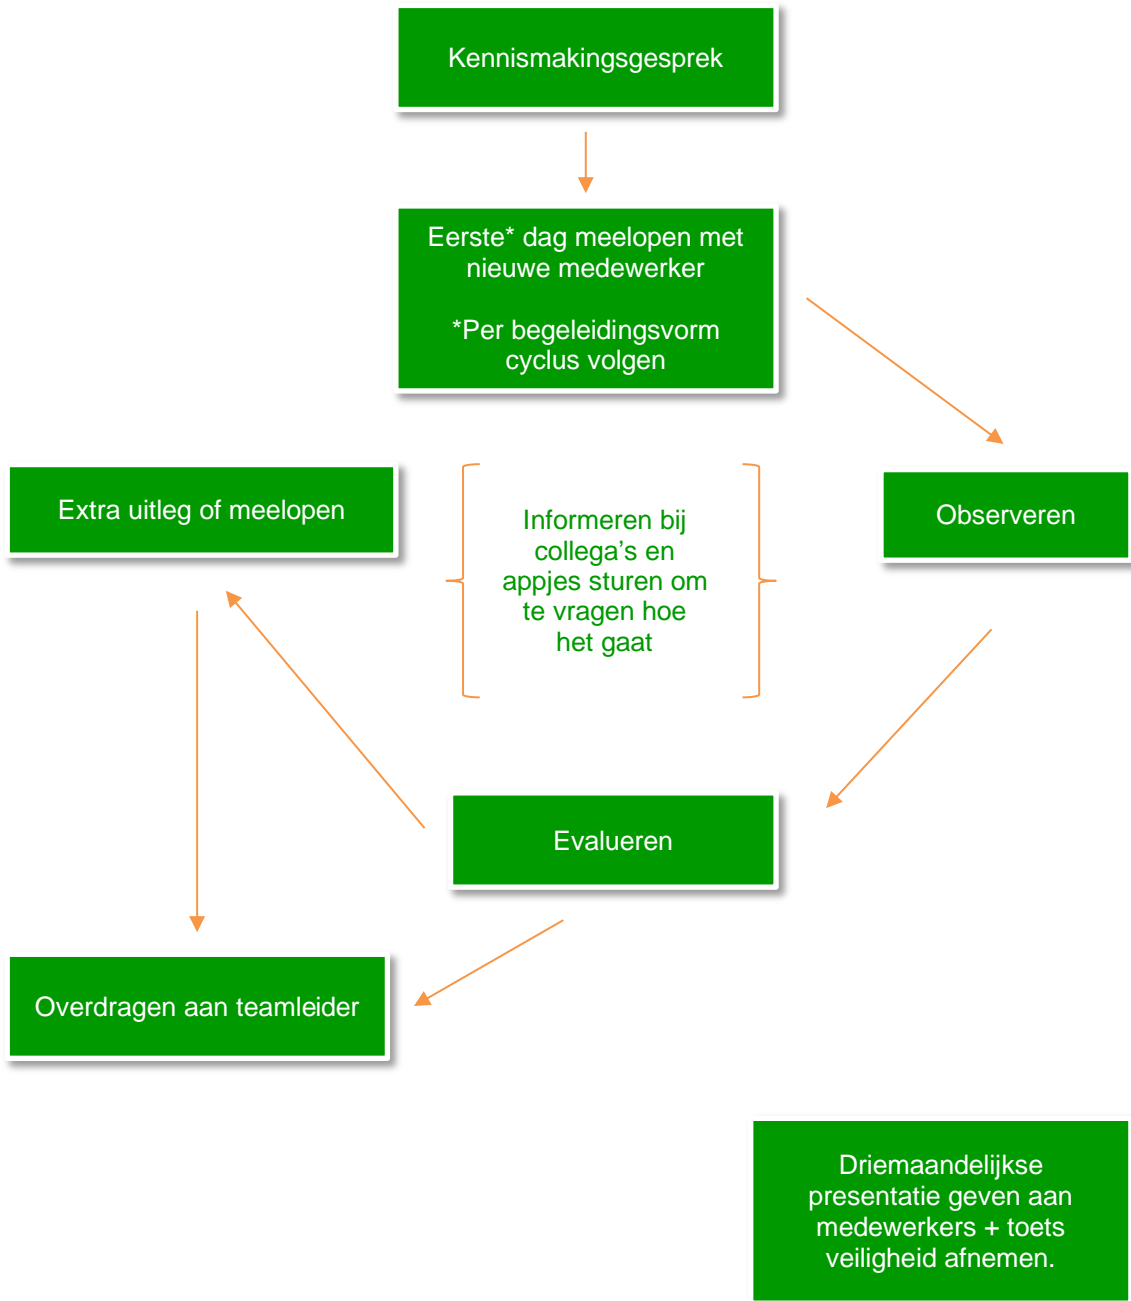 Kennismakingsgesprek
Eerste* dag meelopen met
nieuwe medewerker
*Per begeleidingsvorm
cyclus volgen
Extra uitleg of meelopen
Informeren bij
collega’s en
appjes sturen om
te vragen hoe
het gaat
Observeren
Evalueren
Overdragen aan teamleider
Driemaandelijkse
presentatie geven aan
medewerkers + toets
veiligheid afnemen.